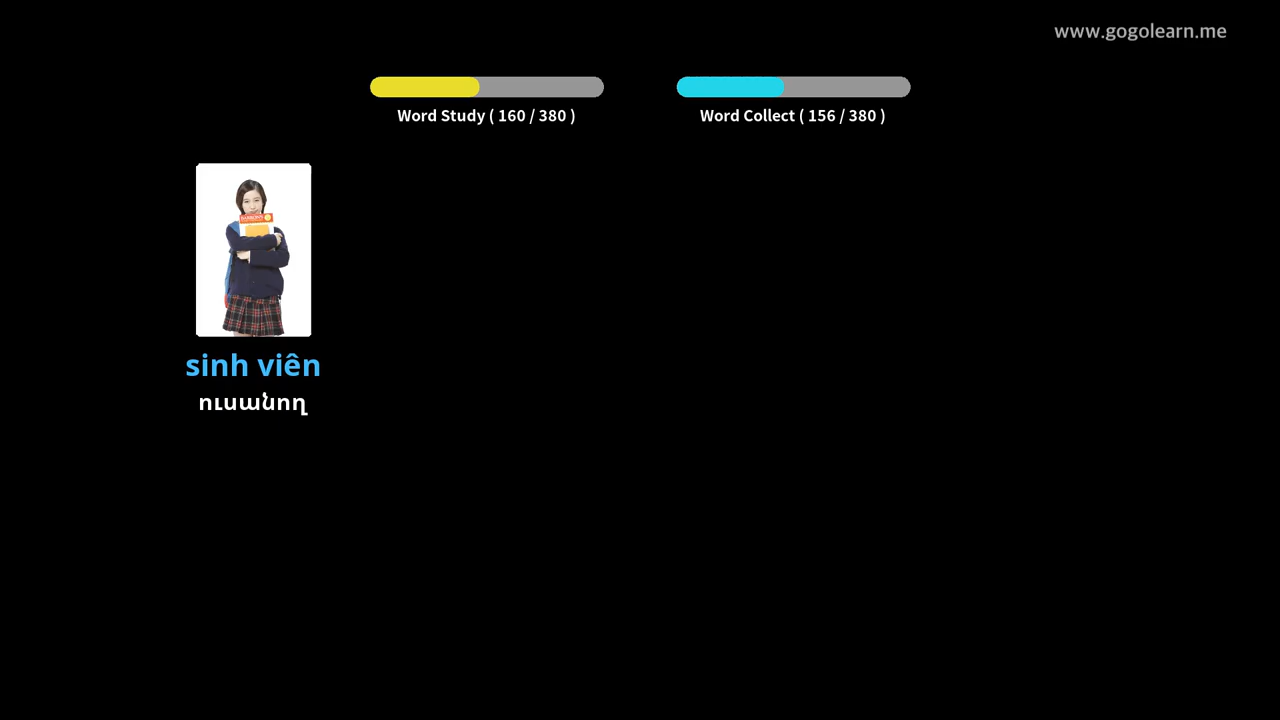 www.gogolearn.me
Word Study ( 160 / 380 )
Word Collect ( 156 / 380 )
sinh viên
ուսանող